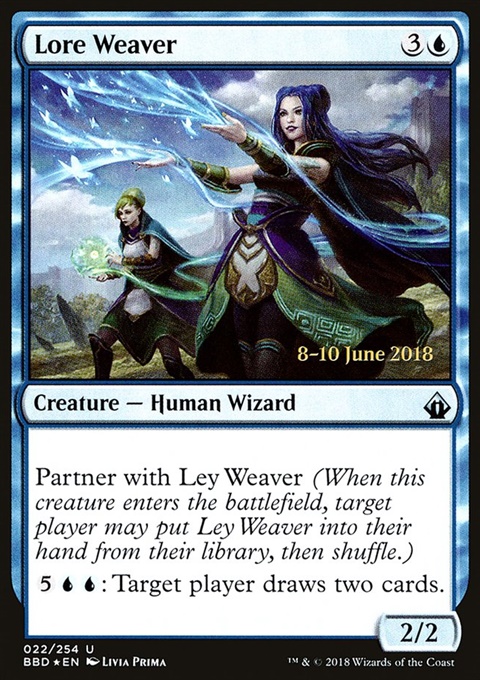 Lore Weaver 3
8–10 June 2018
Creature — Human Wizard
Partner with Ley Weaver (When this
creature enters the battlefield, target
player may put Ley Weaver into their
hand from their library, then shuffle.)
5 : Target player draws two cards.
2/2
022/254 U
BBD ★ EN Livia Prima
™ & © 2018 Wizards of the Coast